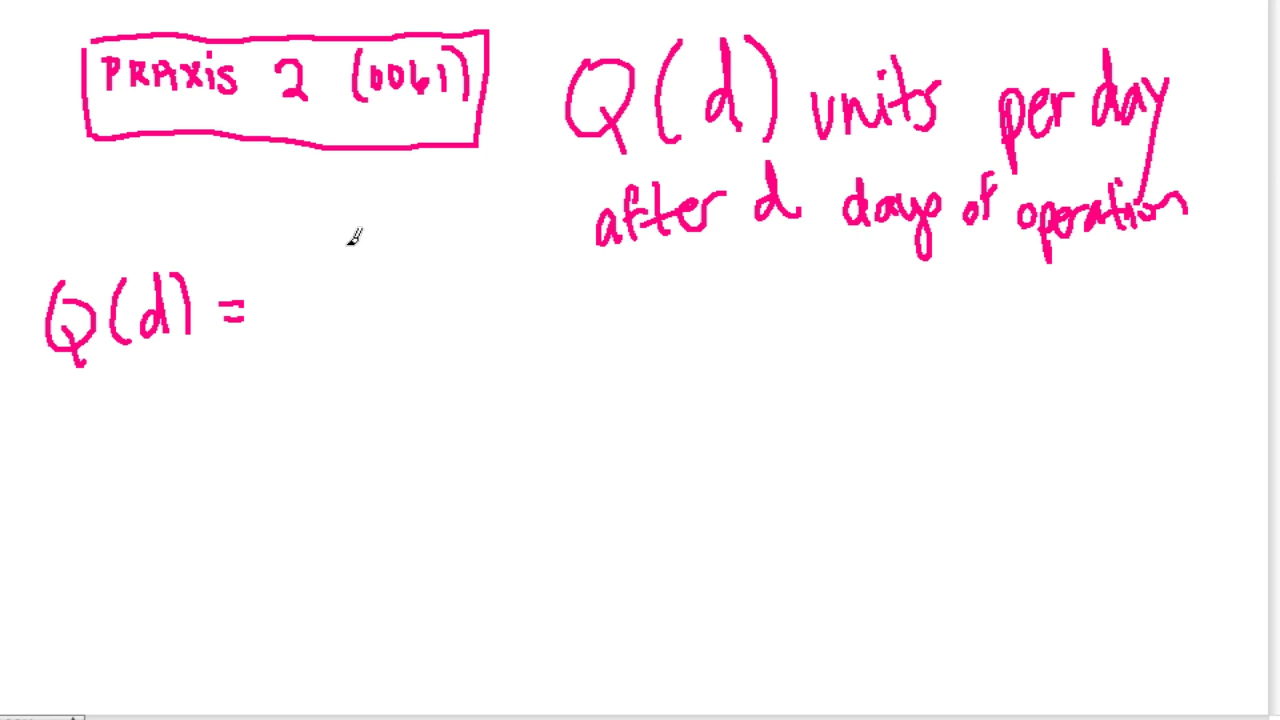 PRAXiS 2 (0061)
Q(d) units per day
after d days of operation
Q(d) =